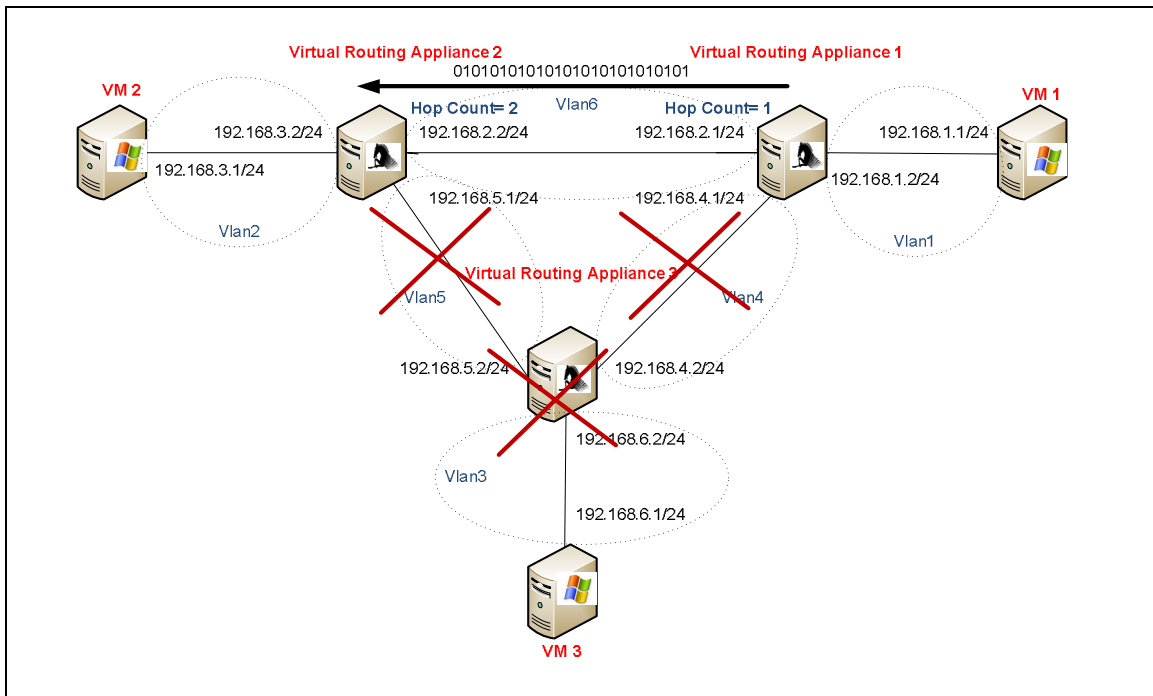 Virtual Routing Appliance 2
Virtual Routing Appliance 1
0101010101010101010101010101
VM 2
VM 1
Hop Count= 2
Vlan6
Hop Count= 1
192.168.3.2/24
192.168.2.2/24
192.168.2.1/24
192.168.1.1/24
192.168.3.1/24
192.168.1.2/24
192.168.5.1/24
192.168.4.1/24
Vlan2
Vlan1
Virtual Routing Appliance 3
Vlan5
Vlan4
192.168.5.2/24
192.168.4.2/24
192.168.6.2/24
Vlan3
192.168.6.1/24
VM 3